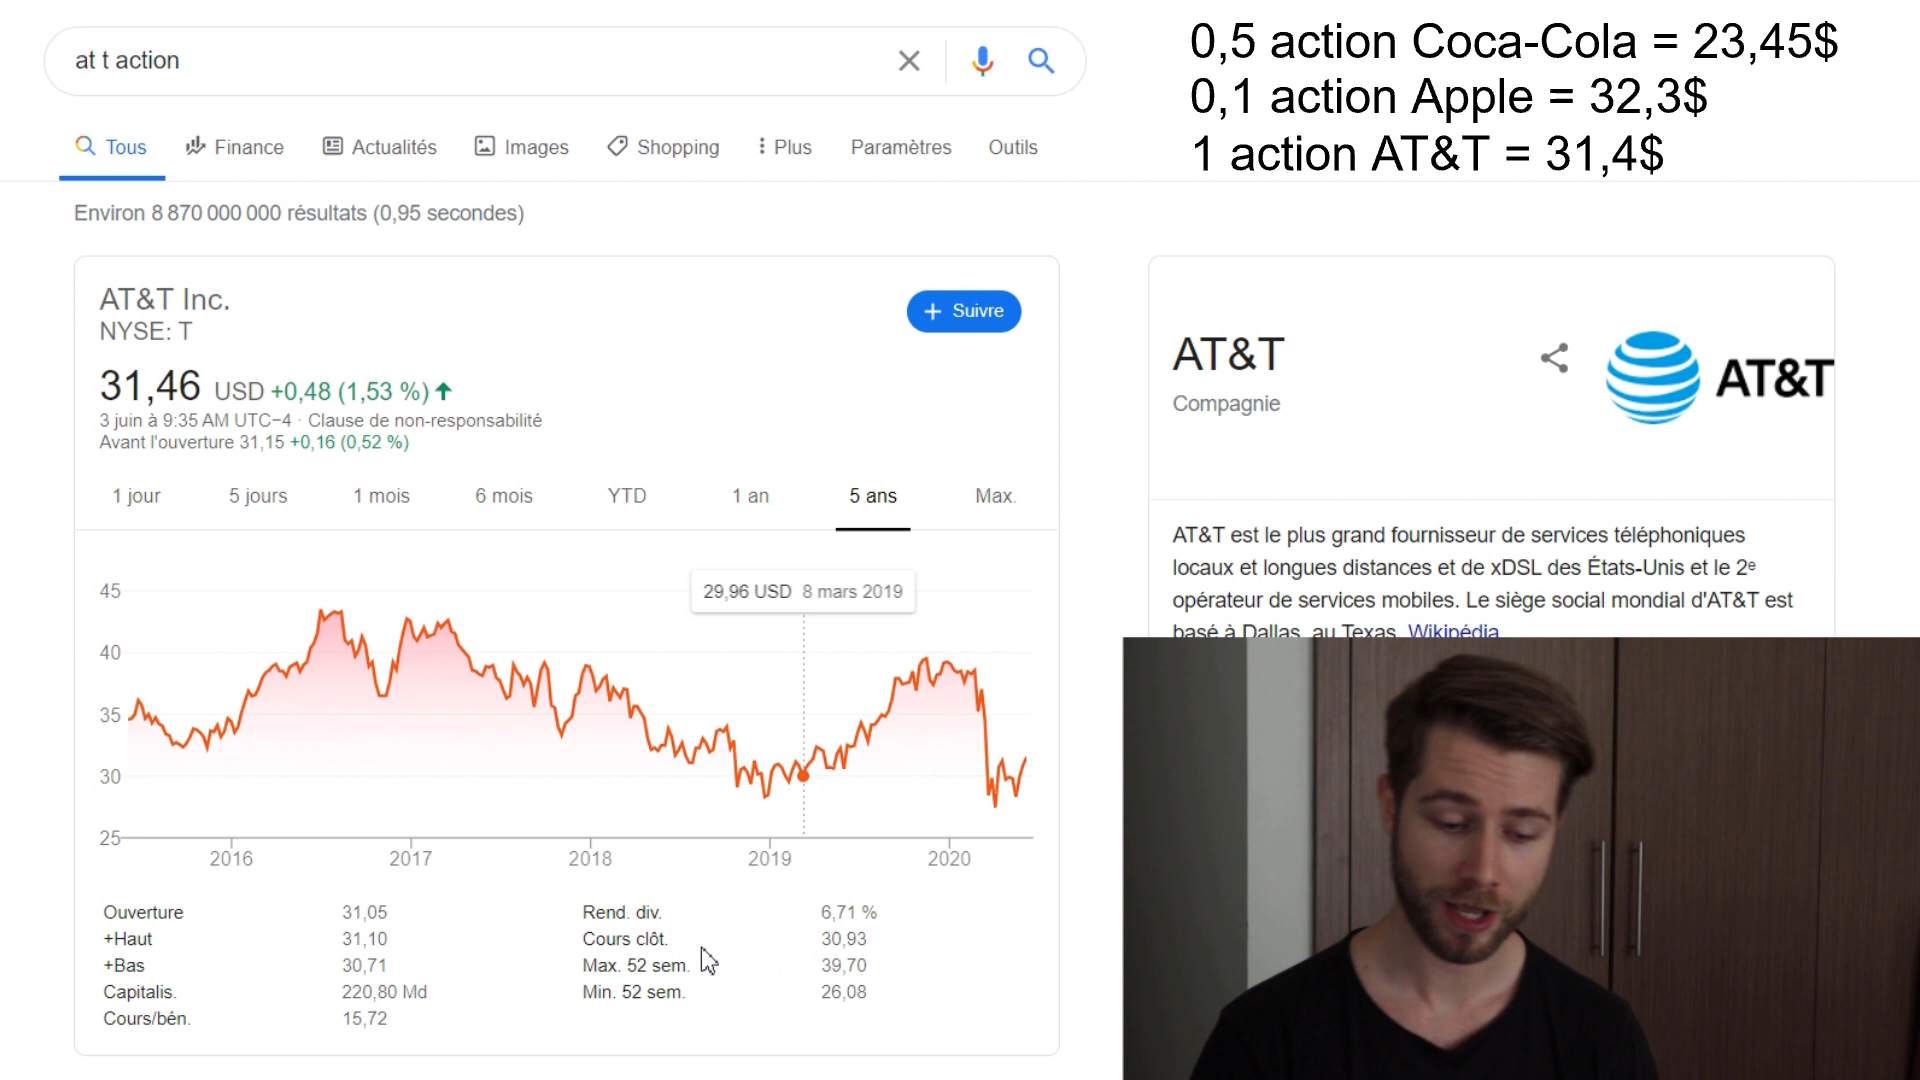 at t action
0,5 action Coca-Cola = 23,45$
0,1 action Apple = 32,3$
1 action AT&T = 31,4$
Tous Finance Actualités Images Shopping Plus Paramètres Outils
Environ 8 870 000 000 résultats (0,95 secondes)
AT&T Inc.
NYSE: T
+ Suivre
31,46 USD +0,48 (1,53 %)
3 juin à 9:35 AM UTC−4 · Clause de non-responsabilité
Avant l'ouverture 31,15 +0,16 (0,52 %)
1 jour 5 jours 1 mois 6 mois YTD 1 an 5 ans Max.
29,96 USD 8 mars 2019
45
40
35
30
25
2016 2017 2018 2019 2020
Ouverture 31,05 Rend. div. 6,71 %
+Haut 31,10 Cours clôt. 30,93
+Bas 30,71 Max. 52 sem. 39,70
Capitalis. 220,80 Md Min. 52 sem. 26,08
Cours/bén. 15,72
AT&T
Compagnie
AT&T
AT&T est le plus grand fournisseur de services téléphoniques
locaux et longues distances et de xDSL des États-Unis et le 2ᵉ
opérateur de services mobiles. Le siège social mondial d'AT&T est
basé à Dallas, au Texas. Wikipédia